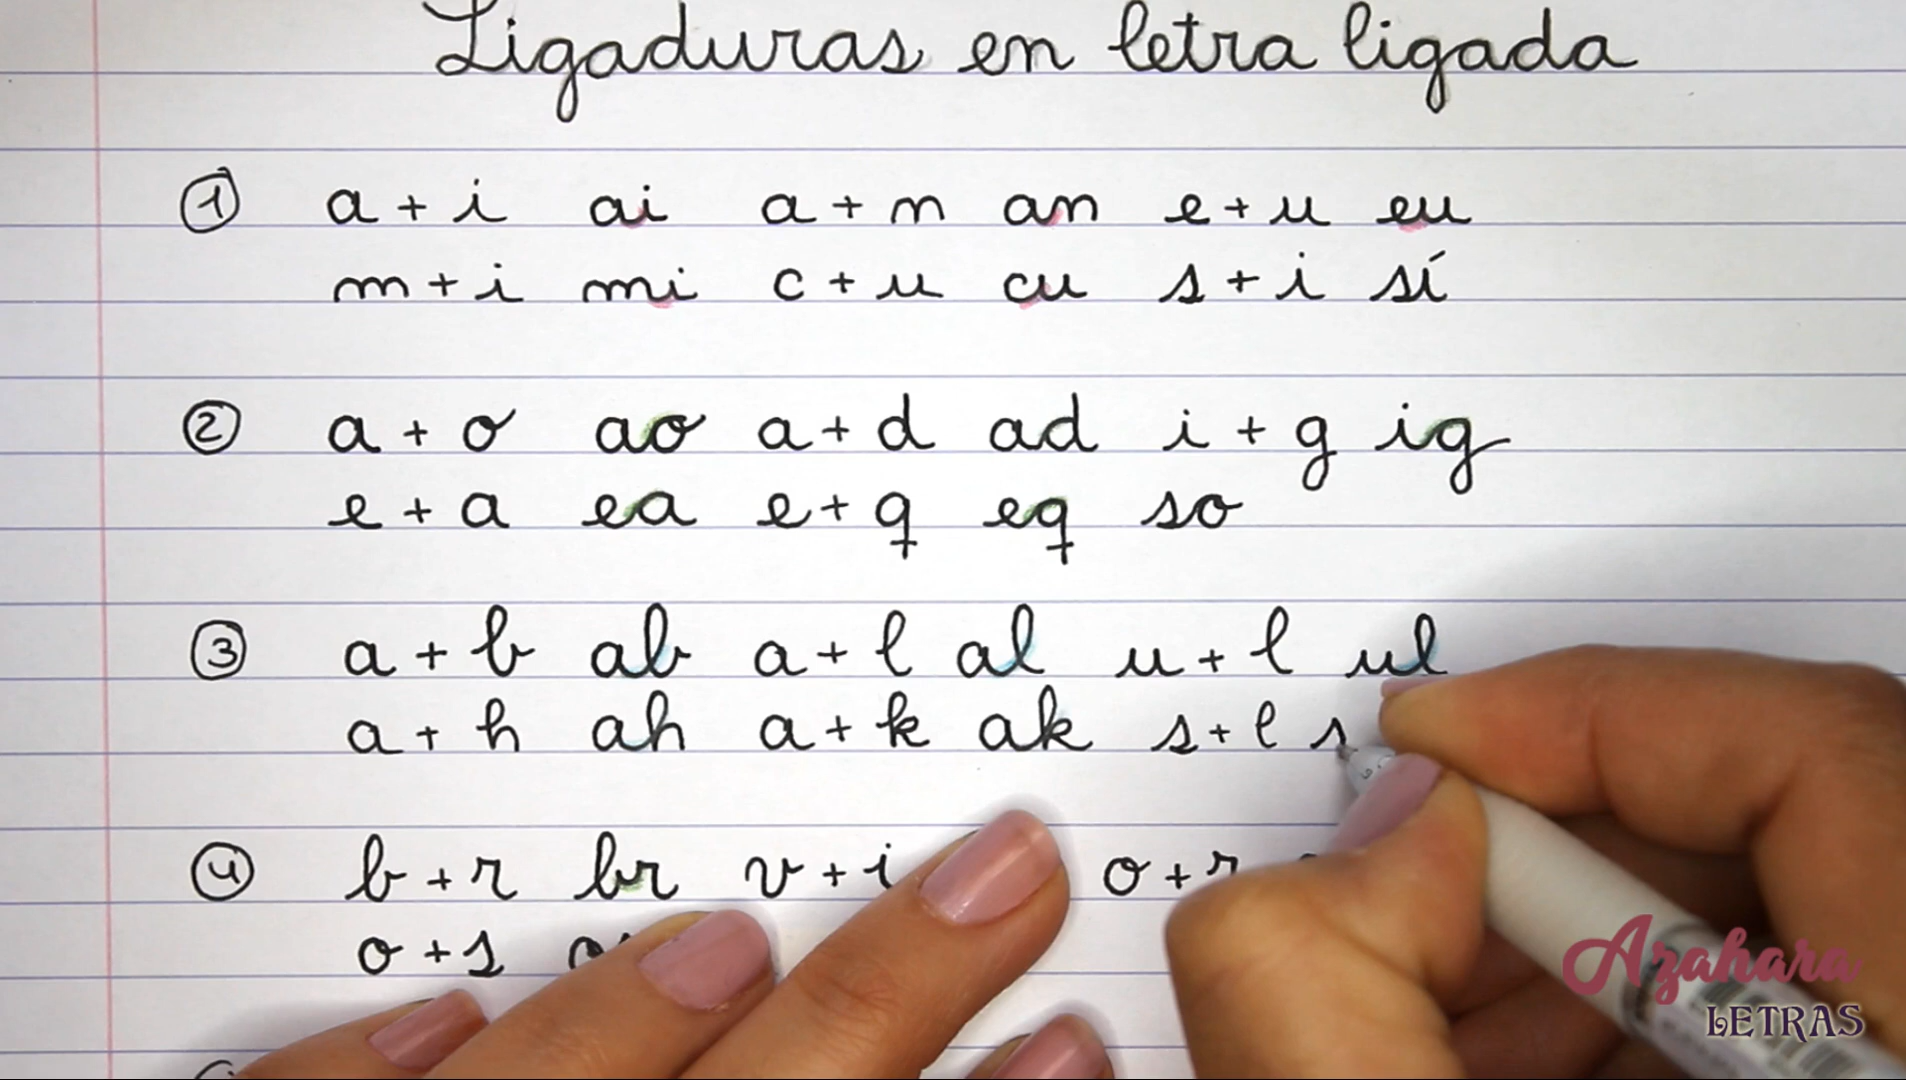 Ligaduras en letra ligada
① a + i ai a + n an e + u eu
m + i mi c + u cu s + i sí
② a + o ao a + d ad i + g ig
e + a ea e + q eq so
③ a + b ab a + l al u + l ul
a + h ah a + k ak s + l s
④ b + r br v + i o + r
o + s os
Azahara
LETRAS